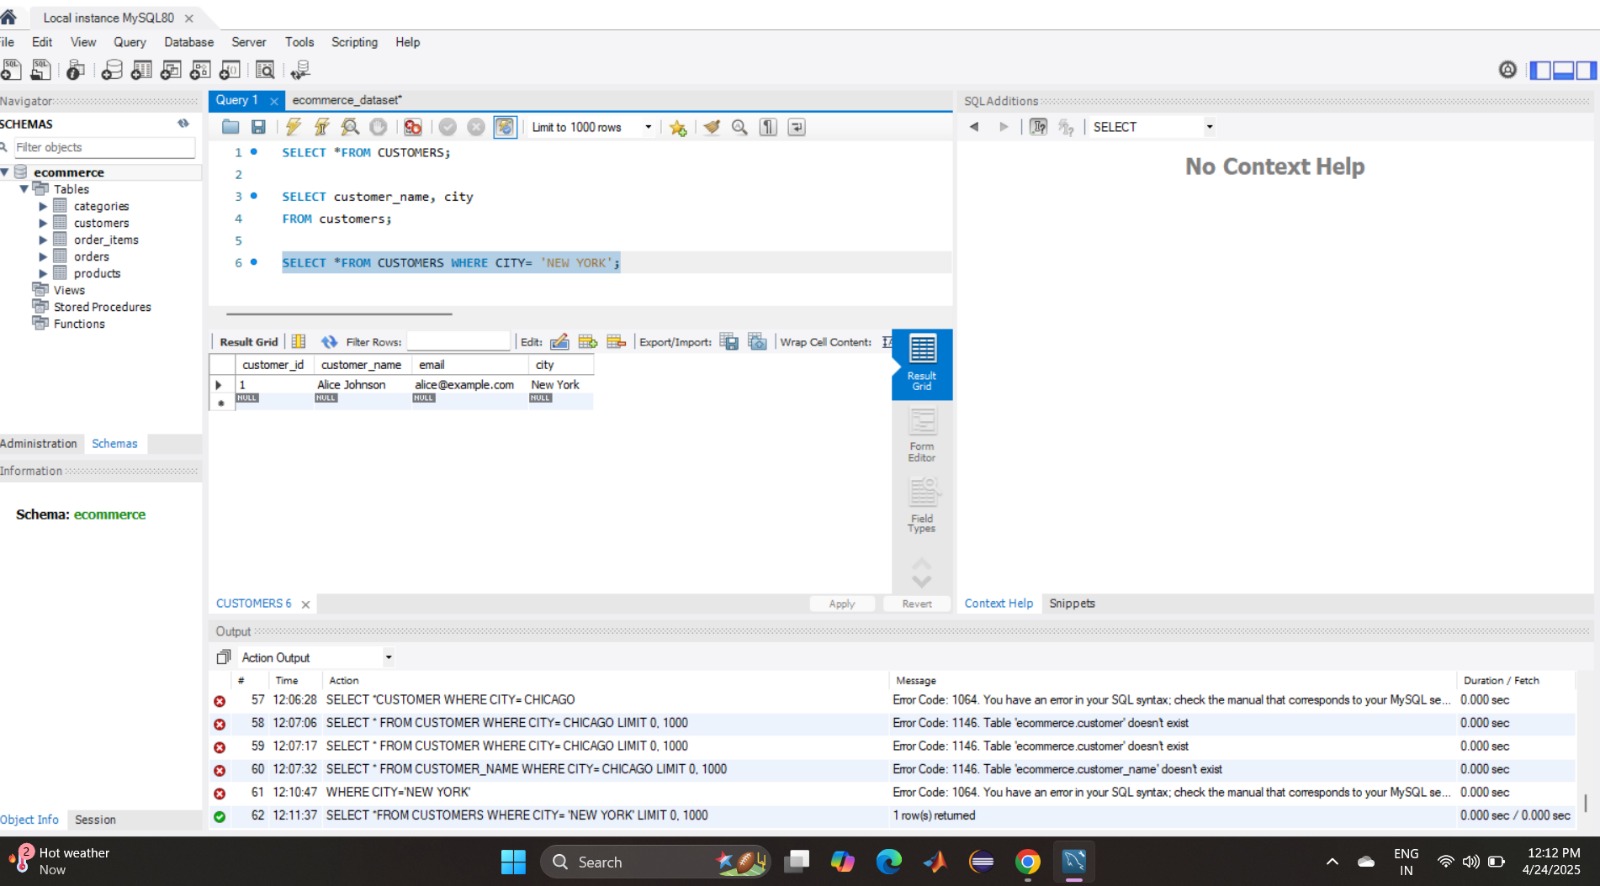 Local instance MySQL80
File Edit View Query Database Server Tools Scripting Help
Navigator
SCHEMAS
Filter objects
ecommerce
Tables
categories
customers
order_items
orders
products
Views
Stored Procedures
Functions
Administration Schemas
Information
Schema: ecommerce
Object Info Session
Query 1 ecommerce_dataset*
Limit to 1000 rows
1 SELECT *FROM CUSTOMERS;
2
3 SELECT customer_name, city
4 FROM customers;
5
6 SELECT *FROM CUSTOMERS WHERE CITY= 'NEW YORK';
Result Grid Filter Rows: Edit: Export/Import: Wrap Cell Content:
customer_id customer_name email city
1 Alice Johnson alice@example.com New York
NULL NULL NULL NULL
Result Grid
Form Editor
Field Types
CUSTOMERS 6 Apply Revert
SQLAdditions
SELECT
No Context Help
Context Help Snippets
Output
Action Output
# Time Action Message Duration / Fetch
57 12:06:28 SELECT *CUSTOMER WHERE CITY= CHICAGO Error Code: 1064. You have an error in your SQL syntax; check the manual that corresponds to your MySQL se... 0.000 sec
58 12:07:06 SELECT * FROM CUSTOMER WHERE CITY= CHICAGO LIMIT 0, 1000 Error Code: 1146. Table 'ecommerce.customer' doesn't exist 0.000 sec
59 12:07:17 SELECT * FROM CUSTOMER WHERE CITY= CHICAGO LIMIT 0, 1000 Error Code: 1146. Table 'ecommerce.customer' doesn't exist 0.000 sec
60 12:07:32 SELECT * FROM CUSTOMER_NAME WHERE CITY= CHICAGO LIMIT 0, 1000 Error Code: 1146. Table 'ecommerce.customer_name' doesn't exist 0.000 sec
61 12:10:47 WHERE CITY='NEW YORK' Error Code: 1064. You have an error in your SQL syntax; check the manual that corresponds to your MySQL se... 0.000 sec
62 12:11:37 SELECT *FROM CUSTOMERS WHERE CITY= 'NEW YORK' LIMIT 0, 1000 1 row(s) returned 0.000 sec / 0.000 sec
2
Hot weather
Now
Search
ENG
IN
12:12 PM
4/24/2025